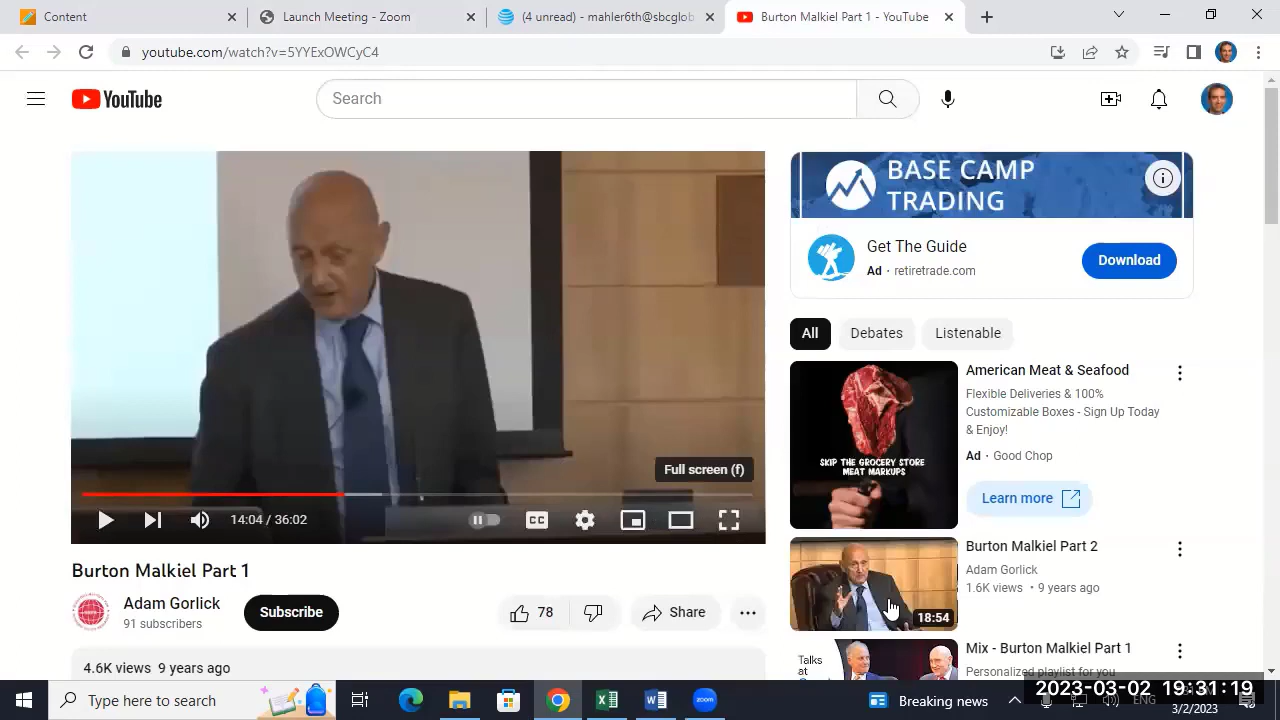 Content
Launch Meeting - Zoom
(4 unread) - mahler6th@sbcglob
Burton Malkiel Part 1 - YouTube
youtube.com/watch?v=5YYExOWCyC4
YouTube
Search
BASE CAMP
TRADING
Get The Guide
Ad · retiretrade.com
Download
All
Debates
Listenable
American Meat & Seafood
Flexible Deliveries & 100%
Customizable Boxes - Sign Up Today
& Enjoy!
Ad · Good Chop
SKIP THE GROCERY STORE
MEAT MARKUPS
Learn more
Full screen (f)
14:04 / 36:02
CC
Burton Malkiel Part 1
Adam Gorlick
91 subscribers
Subscribe
78
Share
4.6K views 9 years ago
Burton Malkiel Part 2
Adam Gorlick
1.6K views • 9 years ago
18:54
Talks
Mix - Burton Malkiel Part 1
Personalized playlist for you
Type here to search
Breaking news
ENG
2023-03-02 19:31:19
3/2/2023